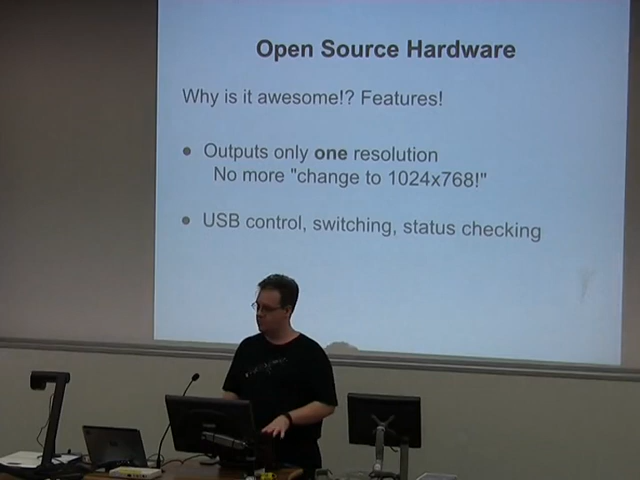 Open Source Hardware
Why is it awesome!? Features!
● Outputs only one resolution
No more "change to 1024x768!"
● USB control, switching, status checking